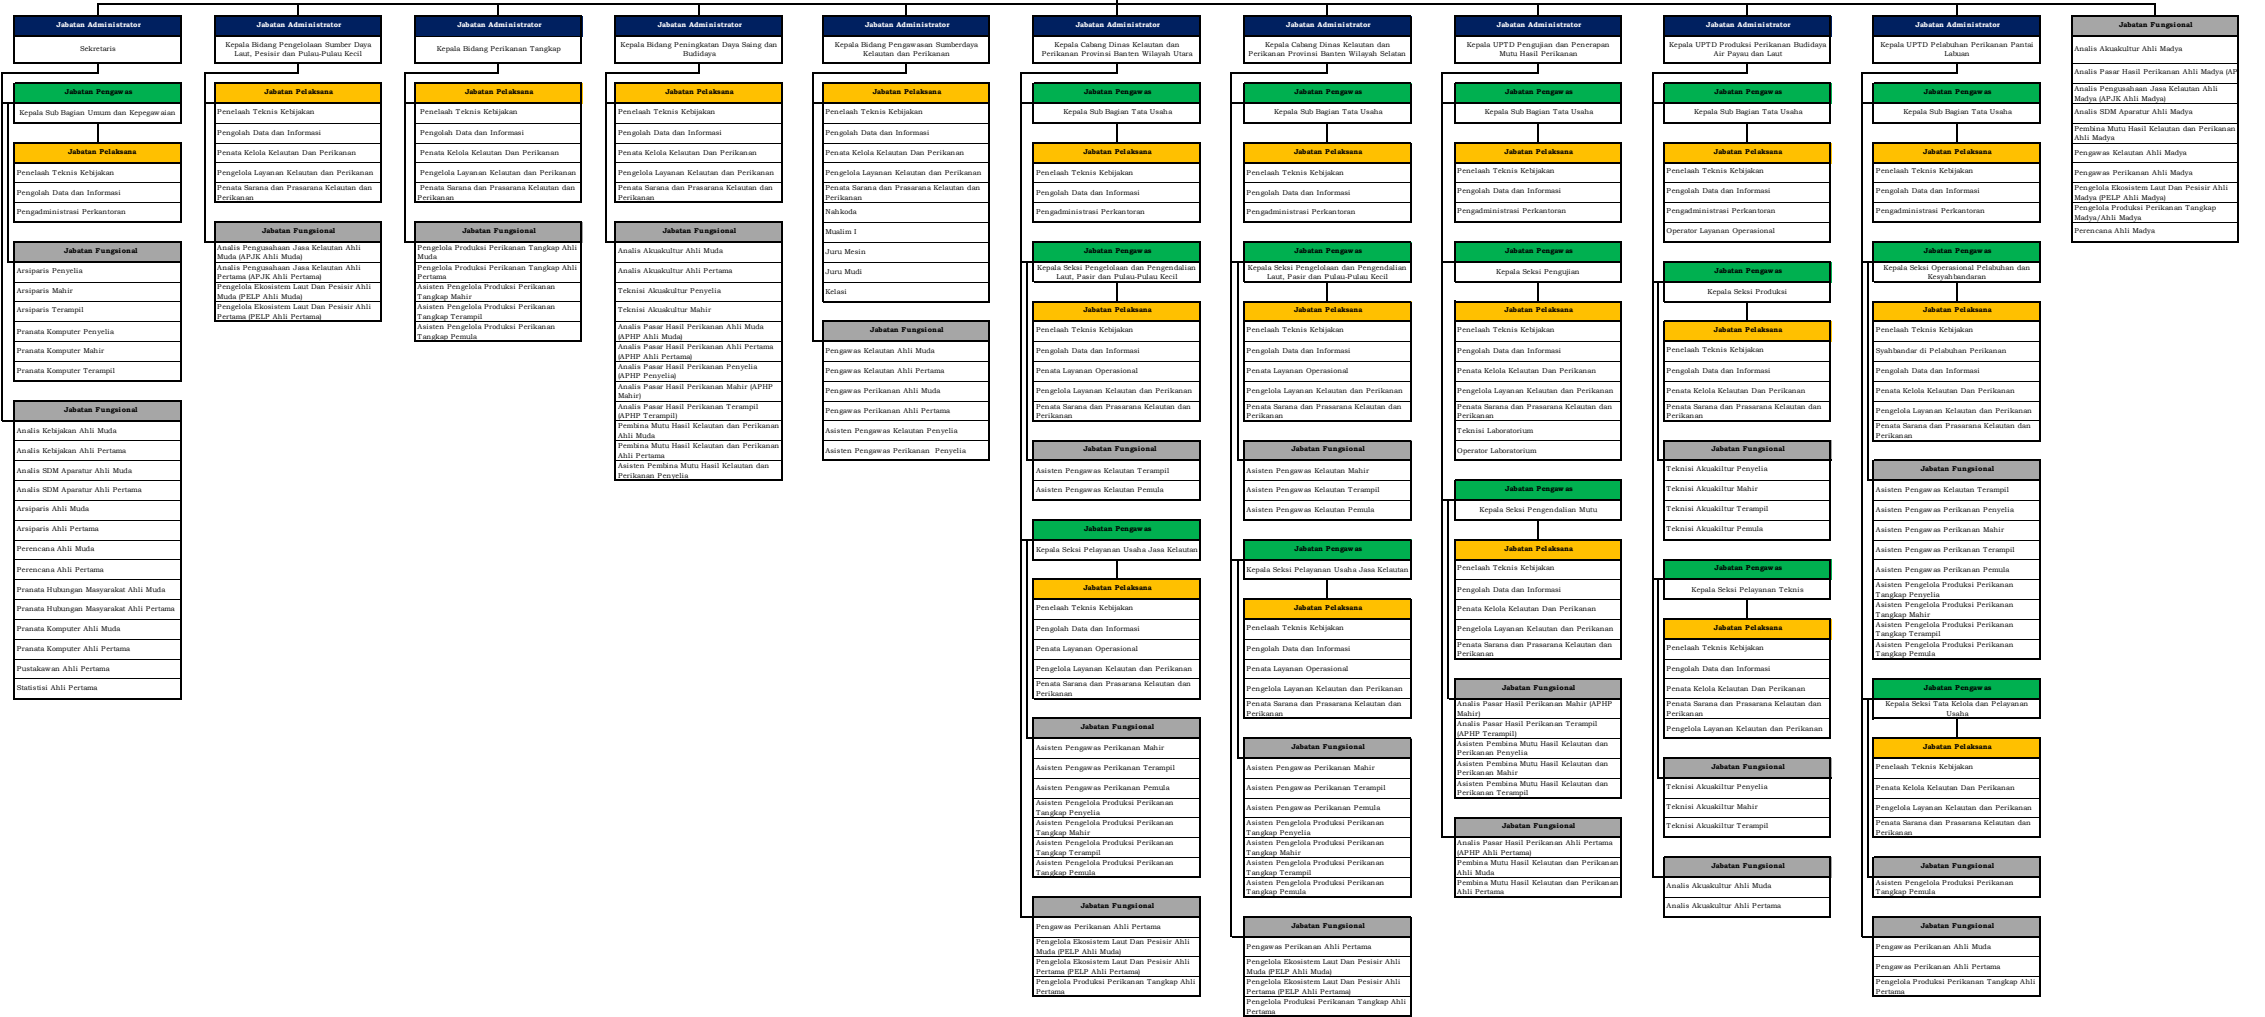 Jabatan Administrator
Sekretaris
Jabatan Pengawas
Kepala Sub Bagian Umum dan Kepegawaian
Jabatan Pelaksana
Penelaah Teknis Kebijakan
Pengolah Data dan Informasi
Pengadministrasi Perkantoran
Jabatan Fungsional
Arsiparis Penyelia
Arsiparis Mahir
Arsiparis Terampil
Pranata Komputer Penyelia
Pranata Komputer Mahir
Pranata Komputer Terampil
Jabatan Fungsional
Analis Kebijakan Ahli Muda
Analis Kebijakan Ahli Pertama
Analis SDM Aparatur Ahli Muda
Analis SDM Aparatur Ahli Pertama
Arsiparis Ahli Muda
Arsiparis Ahli Pertama
Perencana Ahli Muda
Perencana Ahli Pertama
Pranata Hubungan Masyarakat Ahli Muda
Pranata Hubungan Masyarakat Ahli Pertama
Pranata Komputer Ahli Muda
Pranata Komputer Ahli Pertama
Pustakawan Ahli Pertama
Statistisi Ahli Pertama
Jabatan Administrator
Kepala Bidang Pengelolaan Sumber Daya
Laut, Pesisir dan Pulau-Pulau Kecil
Jabatan Pelaksana
Penelaah Teknis Kebijakan
Pengolah Data dan Informasi
Penata Kelola Kelautan Dan Perikanan
Pengelola Layanan Kelautan dan Perikanan
Penata Sarana dan Prasarana Kelautan dan
Perikanan
Jabatan Fungsional
Analis Pengusahaan Jasa Kelautan Ahli
Muda (APJK Ahli Muda)
Analis Pengusahaan Jasa Kelautan Ahli
Pertama (APJK Ahli Pertama)
Pengelola Ekosistem Laut Dan Pesisir Ahli
Muda (PELP Ahli Muda)
Pengelola Ekosistem Laut Dan Pesisir Ahli
Pertama (PELP Ahli Pertama)
Jabatan Administrator
Kepala Bidang Perikanan Tangkap
Jabatan Pelaksana
Penelaah Teknis Kebijakan
Pengolah Data dan Informasi
Penata Kelola Kelautan Dan Perikanan
Pengelola Layanan Kelautan dan Perikanan
Penata Sarana dan Prasarana Kelautan dan
Perikanan
Jabatan Fungsional
Pengelola Produksi Perikanan Tangkap Ahli
Muda
Pengelola Produksi Perikanan Tangkap Ahli
Pertama
Asisten Pengelola Produksi Perikanan
Tangkap Mahir
Asisten Pengelola Produksi Perikanan
Tangkap Terampil
Asisten Pengelola Produksi Perikanan
Tangkap Pemula
Jabatan Administrator
Kepala Bidang Peningkatan Daya Saing dan
Budidaya
Jabatan Pelaksana
Penelaah Teknis Kebijakan
Pengolah Data dan Informasi
Penata Kelola Kelautan Dan Perikanan
Pengelola Layanan Kelautan dan Perikanan
Penata Sarana dan Prasarana Kelautan dan
Perikanan
Jabatan Fungsional
Analis Akuakultur Ahli Muda
Analis Akuakultur Ahli Pertama
Teknisi Akuakultur Penyelia
Teknisi Akuakultur Mahir
Analis Pasar Hasil Perikanan Ahli Muda
(APHP Ahli Muda)
Analis Pasar Hasil Perikanan Ahli Pertama
(APHP Ahli Pertama)
Analis Pasar Hasil Perikanan Penyelia
(APHP Penyelia)
Analis Pasar Hasil Perikanan Mahir (APHP
Mahir)
Analis Pasar Hasil Perikanan Terampil
(APHP Terampil)
Pembina Mutu Hasil Kelautan dan Perikanan
Ahli Muda
Pembina Mutu Hasil Kelautan dan Perikanan
Ahli Pertama
Asisten Pembina Mutu Hasil Kelautan dan
Perikanan Penyelia
Jabatan Administrator
Kepala Bidang Pengawasan Sumberdaya
Kelautan dan Perikanan
Jabatan Pelaksana
Penelaah Teknis Kebijakan
Pengolah Data dan Informasi
Penata Kelola Kelautan Dan Perikanan
Pengelola Layanan Kelautan dan Perikanan
Penata Sarana dan Prasarana Kelautan dan
Perikanan
Nahkoda
Mualim I
Juru Mesin
Juru Mudi
Kelasi
Jabatan Fungsional
Pengawas Kelautan Ahli Muda
Pengawas Kelautan Ahli Pertama
Pengawas Perikanan Ahli Muda
Pengawas Perikanan Ahli Pertama
Asisten Pengawas Kelautan Penyelia
Asisten Pengawas Perikanan Penyelia
Jabatan Administrator
Kepala Cabang Dinas Kelautan dan
Perikanan Provinsi Banten Wilayah Utara
Jabatan Pengawas
Kepala Sub Bagian Tata Usaha
Jabatan Pelaksana
Penelaah Teknis Kebijakan
Pengolah Data dan Informasi
Pengadministrasi Perkantoran
Jabatan Pengawas
Kepala Seksi Pengelolaan dan Pengendalian
Laut, Pasir dan Pulau-Pulau Kecil
Jabatan Pelaksana
Penelaah Teknis Kebijakan
Pengolah Data dan Informasi
Penata Layanan Operasional
Pengelola Layanan Kelautan dan Perikanan
Penata Sarana dan Prasarana Kelautan dan
Perikanan
Jabatan Fungsional
Asisten Pengawas Kelautan Terampil
Asisten Pengawas Kelautan Pemula
Jabatan Pengawas
Kepala Seksi Pelayanan Usaha Jasa Kelautan
Jabatan Pelaksana
Penelaah Teknis Kebijakan
Pengolah Data dan Informasi
Penata Layanan Operasional
Pengelola Layanan Kelautan dan Perikanan
Penata Sarana dan Prasarana Kelautan dan
Perikanan
Jabatan Fungsional
Asisten Pengawas Perikanan Mahir
Asisten Pengawas Perikanan Terampil
Asisten Pengawas Perikanan Pemula
Asisten Pengelola Produksi Perikanan
Tangkap Penyelia
Asisten Pengelola Produksi Perikanan
Tangkap Mahir
Asisten Pengelola Produksi Perikanan
Tangkap Terampil
Asisten Pengelola Produksi Perikanan
Tangkap Pemula
Jabatan Fungsional
Pengawas Perikanan Ahli Pertama
Pengelola Ekosistem Laut Dan Pesisir Ahli
Muda (PELP Ahli Muda)
Pengelola Ekosistem Laut Dan Pesisir Ahli
Pertama (PELP Ahli Pertama)
Pengelola Produksi Perikanan Tangkap Ahli
Pertama
Jabatan Administrator
Kepala Cabang Dinas Kelautan dan
Perikanan Provinsi Banten Wilayah Selatan
Jabatan Pengawas
Kepala Sub Bagian Tata Usaha
Jabatan Pelaksana
Penelaah Teknis Kebijakan
Pengolah Data dan Informasi
Pengadministrasi Perkantoran
Jabatan Pengawas
Kepala Seksi Pengelolaan dan Pengendalian
Laut, Pasir dan Pulau-Pulau Kecil
Jabatan Pelaksana
Penelaah Teknis Kebijakan
Pengolah Data dan Informasi
Penata Layanan Operasional
Pengelola Layanan Kelautan dan Perikanan
Penata Sarana dan Prasarana Kelautan dan
Perikanan
Jabatan Fungsional
Asisten Pengawas Kelautan Mahir
Asisten Pengawas Kelautan Terampil
Asisten Pengawas Kelautan Pemula
Jabatan Pengawas
Kepala Seksi Pelayanan Usaha Jasa Kelautan
Jabatan Pelaksana
Penelaah Teknis Kebijakan
Pengolah Data dan Informasi
Penata Layanan Operasional
Pengelola Layanan Kelautan dan Perikanan
Penata Sarana dan Prasarana Kelautan dan
Perikanan
Jabatan Fungsional
Asisten Pengawas Perikanan Mahir
Asisten Pengawas Perikanan Terampil
Asisten Pengawas Perikanan Pemula
Asisten Pengelola Produksi Perikanan
Tangkap Penyelia
Asisten Pengelola Produksi Perikanan
Tangkap Mahir
Asisten Pengelola Produksi Perikanan
Tangkap Terampil
Asisten Pengelola Produksi Perikanan
Tangkap Pemula
Jabatan Fungsional
Pengawas Perikanan Ahli Pertama
Pengelola Ekosistem Laut Dan Pesisir Ahli
Muda (PELP Ahli Muda)
Pengelola Ekosistem Laut Dan Pesisir Ahli
Pertama (PELP Ahli Pertama)
Pengelola Produksi Perikanan Tangkap Ahli
Pertama
Jabatan Administrator
Kepala UPTD Pengujian dan Penerapan
Mutu Hasil Perikanan
Jabatan Pengawas
Kepala Sub Bagian Tata Usaha
Jabatan Pelaksana
Penelaah Teknis Kebijakan
Pengolah Data dan Informasi
Pengadministrasi Perkantoran
Jabatan Pengawas
Kepala Seksi Pengujian
Jabatan Pelaksana
Penelaah Teknis Kebijakan
Pengolah Data dan Informasi
Penata Kelola Kelautan Dan Perikanan
Pengelola Layanan Kelautan dan Perikanan
Penata Sarana dan Prasarana Kelautan dan
Perikanan
Teknisi Laboratorium
Operator Laboratorium
Jabatan Pengawas
Kepala Seksi Pengendalian Mutu
Jabatan Pelaksana
Penelaah Teknis Kebijakan
Pengolah Data dan Informasi
Penata Kelola Kelautan Dan Perikanan
Pengelola Layanan Kelautan dan Perikanan
Penata Sarana dan Prasarana Kelautan dan
Perikanan
Jabatan Fungsional
Analis Pasar Hasil Perikanan Mahir (APHP
Mahir)
Analis Pasar Hasil Perikanan Terampil
(APHP Terampil)
Asisten Pembina Mutu Hasil Kelautan dan
Perikanan Penyelia
Asisten Pembina Mutu Hasil Kelautan dan
Perikanan Mahir
Asisten Pembina Mutu Hasil Kelautan dan
Perikanan Terampil
Jabatan Fungsional
Analis Pasar Hasil Perikanan Ahli Pertama
(APHP Ahli Pertama)
Pembina Mutu Hasil Kelautan dan Perikanan
Ahli Muda
Pembina Mutu Hasil Kelautan dan Perikanan
Ahli Pertama
Jabatan Administrator
Kepala UPTD Produksi Perikanan Budidaya
Air Payau dan Laut
Jabatan Pengawas
Kepala Sub Bagian Tata Usaha
Jabatan Pelaksana
Penelaah Teknis Kebijakan
Pengolah Data dan Informasi
Pengadministrasi Perkantoran
Operator Layanan Operasional
Jabatan Pengawas
Kepala Seksi Produksi
Jabatan Pelaksana
Penelaah Teknis Kebijakan
Pengolah Data dan Informasi
Penata Kelola Kelautan Dan Perikanan
Penata Sarana dan Prasarana Kelautan dan
Perikanan
Jabatan Fungsional
Teknisi Akuakiltur Penyelia
Teknisi Akuakiltur Mahir
Teknisi Akuakiltur Terampil
Teknisi Akuakiltur Pemula
Jabatan Pengawas
Kepala Seksi Pelayanan Teknis
Jabatan Pelaksana
Penelaah Teknis Kebijakan
Pengolah Data dan Informasi
Penata Kelola Kelautan Dan Perikanan
Penata Sarana dan Prasarana Kelautan dan
Perikanan
Pengelola Layanan Kelautan dan Perikanan
Jabatan Fungsional
Teknisi Akuakiltur Penyelia
Teknisi Akuakiltur Mahir
Teknisi Akuakiltur Terampil
Jabatan Fungsional
Analis Akuakultur Ahli Muda
Analis Akuakultur Ahli Pertama
Jabatan Administrator
Kepala UPTD Pelabuhan Perikanan Pantai
Labuan
Jabatan Pengawas
Kepala Sub Bagian Tata Usaha
Jabatan Pelaksana
Penelaah Teknis Kebijakan
Pengolah Data dan Informasi
Pengadministrasi Perkantoran
Jabatan Pengawas
Kepala Seksi Operasional Pelabuhan dan
Kesyahbandaran
Jabatan Pelaksana
Penelaah Teknis Kebijakan
Syahbandar di Pelabuhan Perikanan
Pengolah Data dan Informasi
Penata Kelola Kelautan Dan Perikanan
Pengelola Layanan Kelautan dan Perikanan
Penata Sarana dan Prasarana Kelautan dan
Perikanan
Jabatan Fungsional
Asisten Pengawas Kelautan Terampil
Asisten Pengawas Perikanan Penyelia
Asisten Pengawas Perikanan Mahir
Asisten Pengawas Perikanan Terampil
Asisten Pengawas Perikanan Pemula
Asisten Pengelola Produksi Perikanan
Tangkap Penyelia
Asisten Pengelola Produksi Perikanan
Tangkap Mahir
Asisten Pengelola Produksi Perikanan
Tangkap Terampil
Asisten Pengelola Produksi Perikanan
Tangkap Pemula
Jabatan Pengawas
Kepala Seksi Tata Kelola dan Pelayanan
Usaha
Jabatan Pelaksana
Penelaah Teknis Kebijakan
Penata Kelola Kelautan Dan Perikanan
Pengelola Layanan Kelautan dan Perikanan
Penata Sarana dan Prasarana Kelautan dan
Perikanan
Jabatan Fungsional
Asisten Pengelola Produksi Perikanan
Tangkap Pemula
Jabatan Fungsional
Pengawas Perikanan Ahli Muda
Pengawas Perikanan Ahli Pertama
Pengelola Produksi Perikanan Tangkap Ahli
Pertama
Jabatan Fungsional
Analis Akuakultur Ahli Madya
Analis Pasar Hasil Perikanan Ahli Madya (AP
Analis Pengusahaan Jasa Kelautan Ahli
Madya (APJK Ahli Madya)
Analis SDM Aparatur Ahli Madya
Pembina Mutu Hasil Kelautan dan Perikanan
Ahli Madya
Pengawas Kelautan Ahli Madya
Pengawas Perikanan Ahli Madya
Pengelola Ekosistem Laut Dan Pesisir Ahli
Madya (PELP Ahli Madya)
Pengelola Produksi Perikanan Tangkap
Madya/Ahli Madya
Perencana Ahli Madya